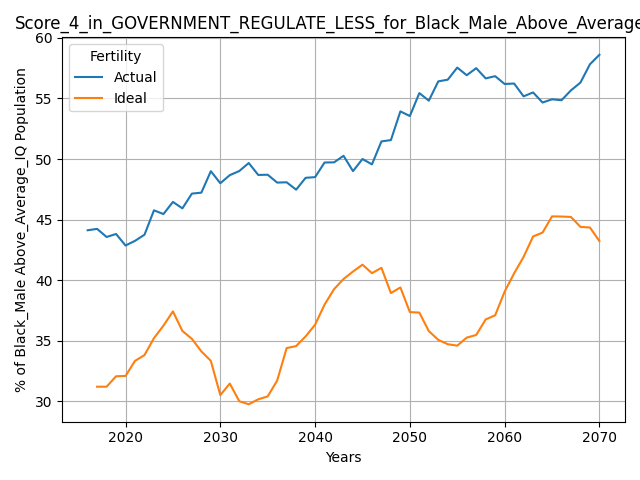 Score_4_in_GOVERNMENT_REGULATE_LESS_for_Black_Male_Above_Average
Fertility
Actual
Ideal
% of Black_Male Above_Average_IQ Population
60
55
50
45
40
35
30
2020 2030 2040 2050 2060 2070
Years